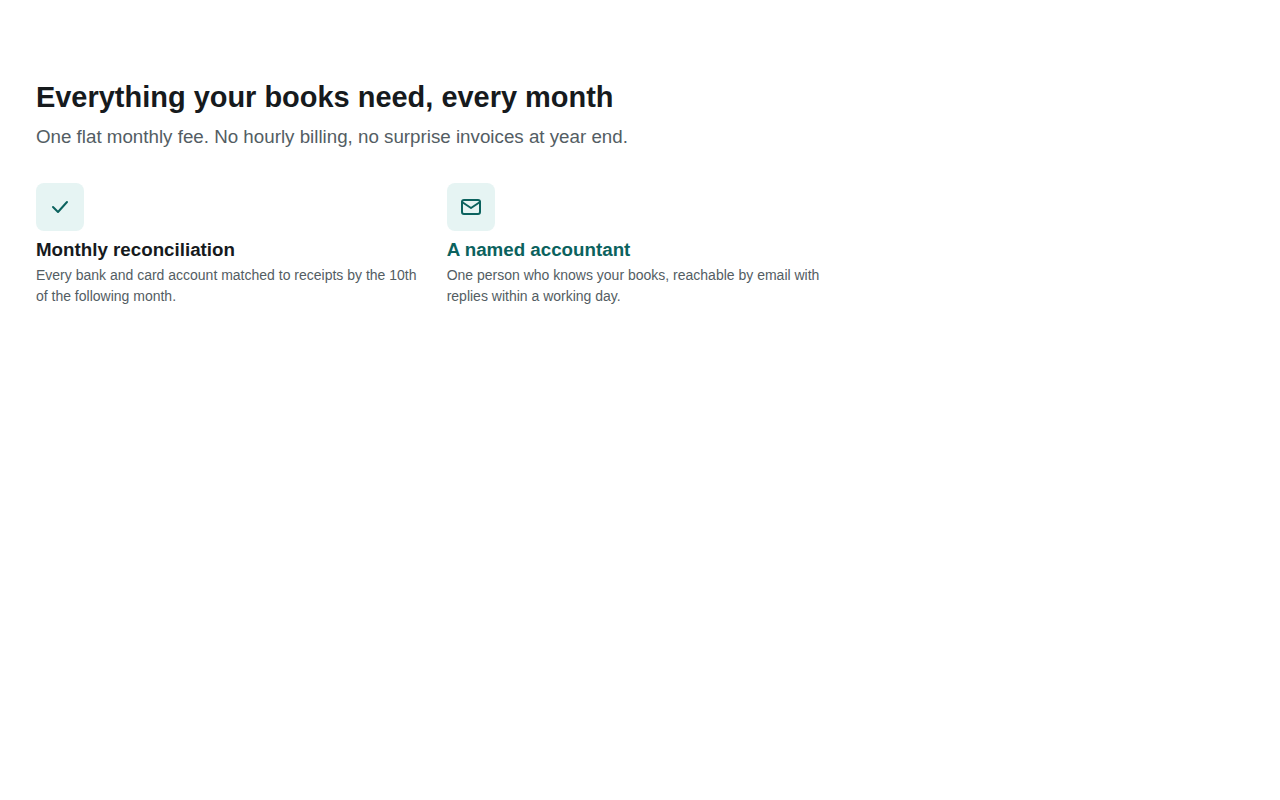 Everything your books need, every month
One flat monthly fee. No hourly billing, no surprise invoices at year end.
Monthly reconciliation
Every bank and card account matched to receipts by the 10th
of the following month.
A named accountant
One person who knows your books, reachable by email with
replies within a working day.